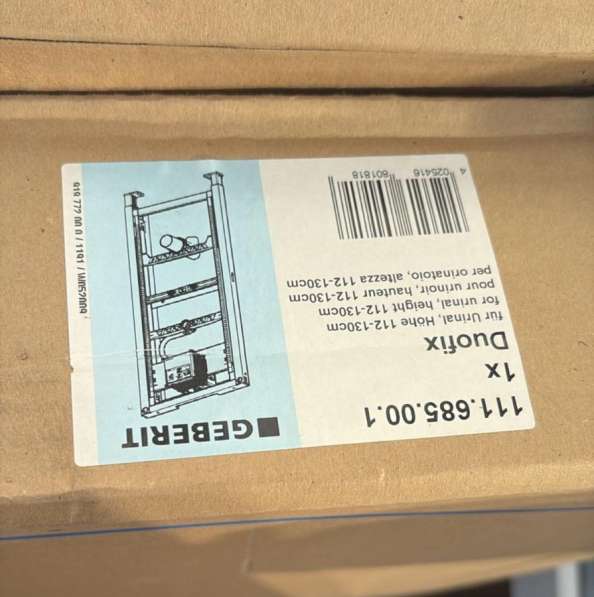 GEBERIT
111.685.00.1
1x
Duofix
für Urinal, Höhe 112-130cm
for urinal, height 112-130cm
pour urinoir, hauteur 112-130cm
per orinatolo, altezza 112-130cm
4 025416 801818